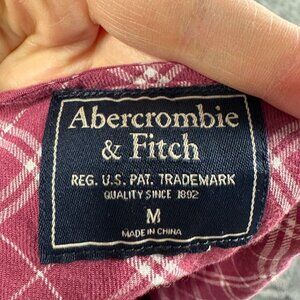 Abercrombie
& Fitch
REG. U.S. PAT. TRADEMARK
QUALITY SINCE 1892
M
MADE IN CHINA